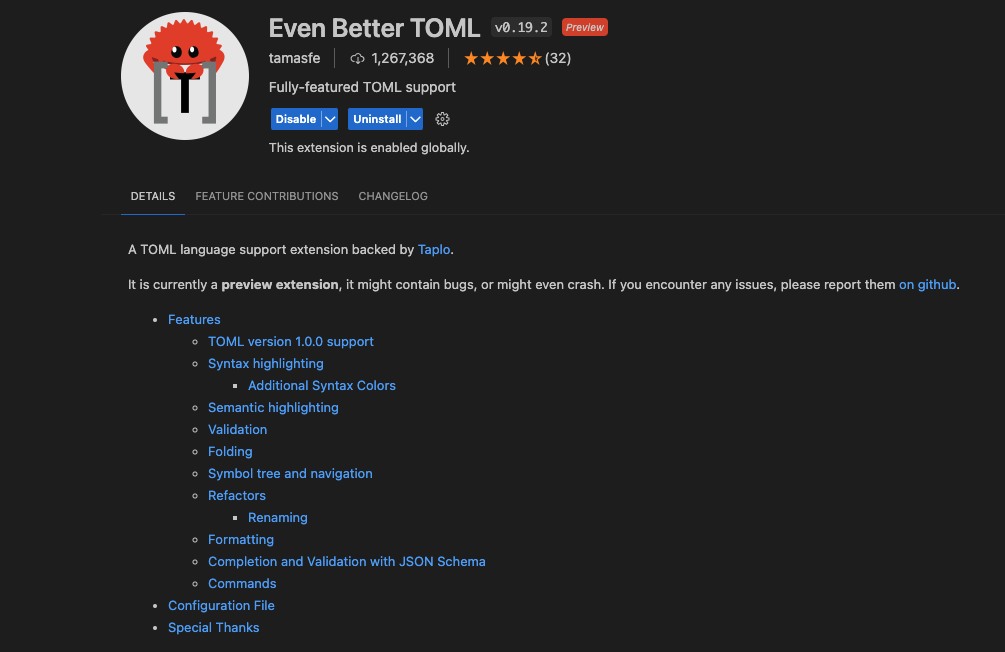 Even Better TOML v0.19.2 Preview
tamasfe 1,267,368 (32)
Fully-featured TOML support
Disable Uninstall
This extension is enabled globally.
DETAILS FEATURE CONTRIBUTIONS CHANGELOG
A TOML language support extension backed by Taplo.
It is currently a preview extension, it might contain bugs, or might even crash. If you encounter any issues, please report them on github.
Features
TOML version 1.0.0 support
Syntax highlighting
Additional Syntax Colors
Semantic highlighting
Validation
Folding
Symbol tree and navigation
Refactors
Renaming
Formatting
Completion and Validation with JSON Schema
Commands
Configuration File
Special Thanks